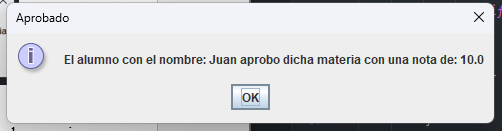 Aprobado
El alumno con el nombre: Juan aprobo dicha materia con una nota de: 10.0
OK